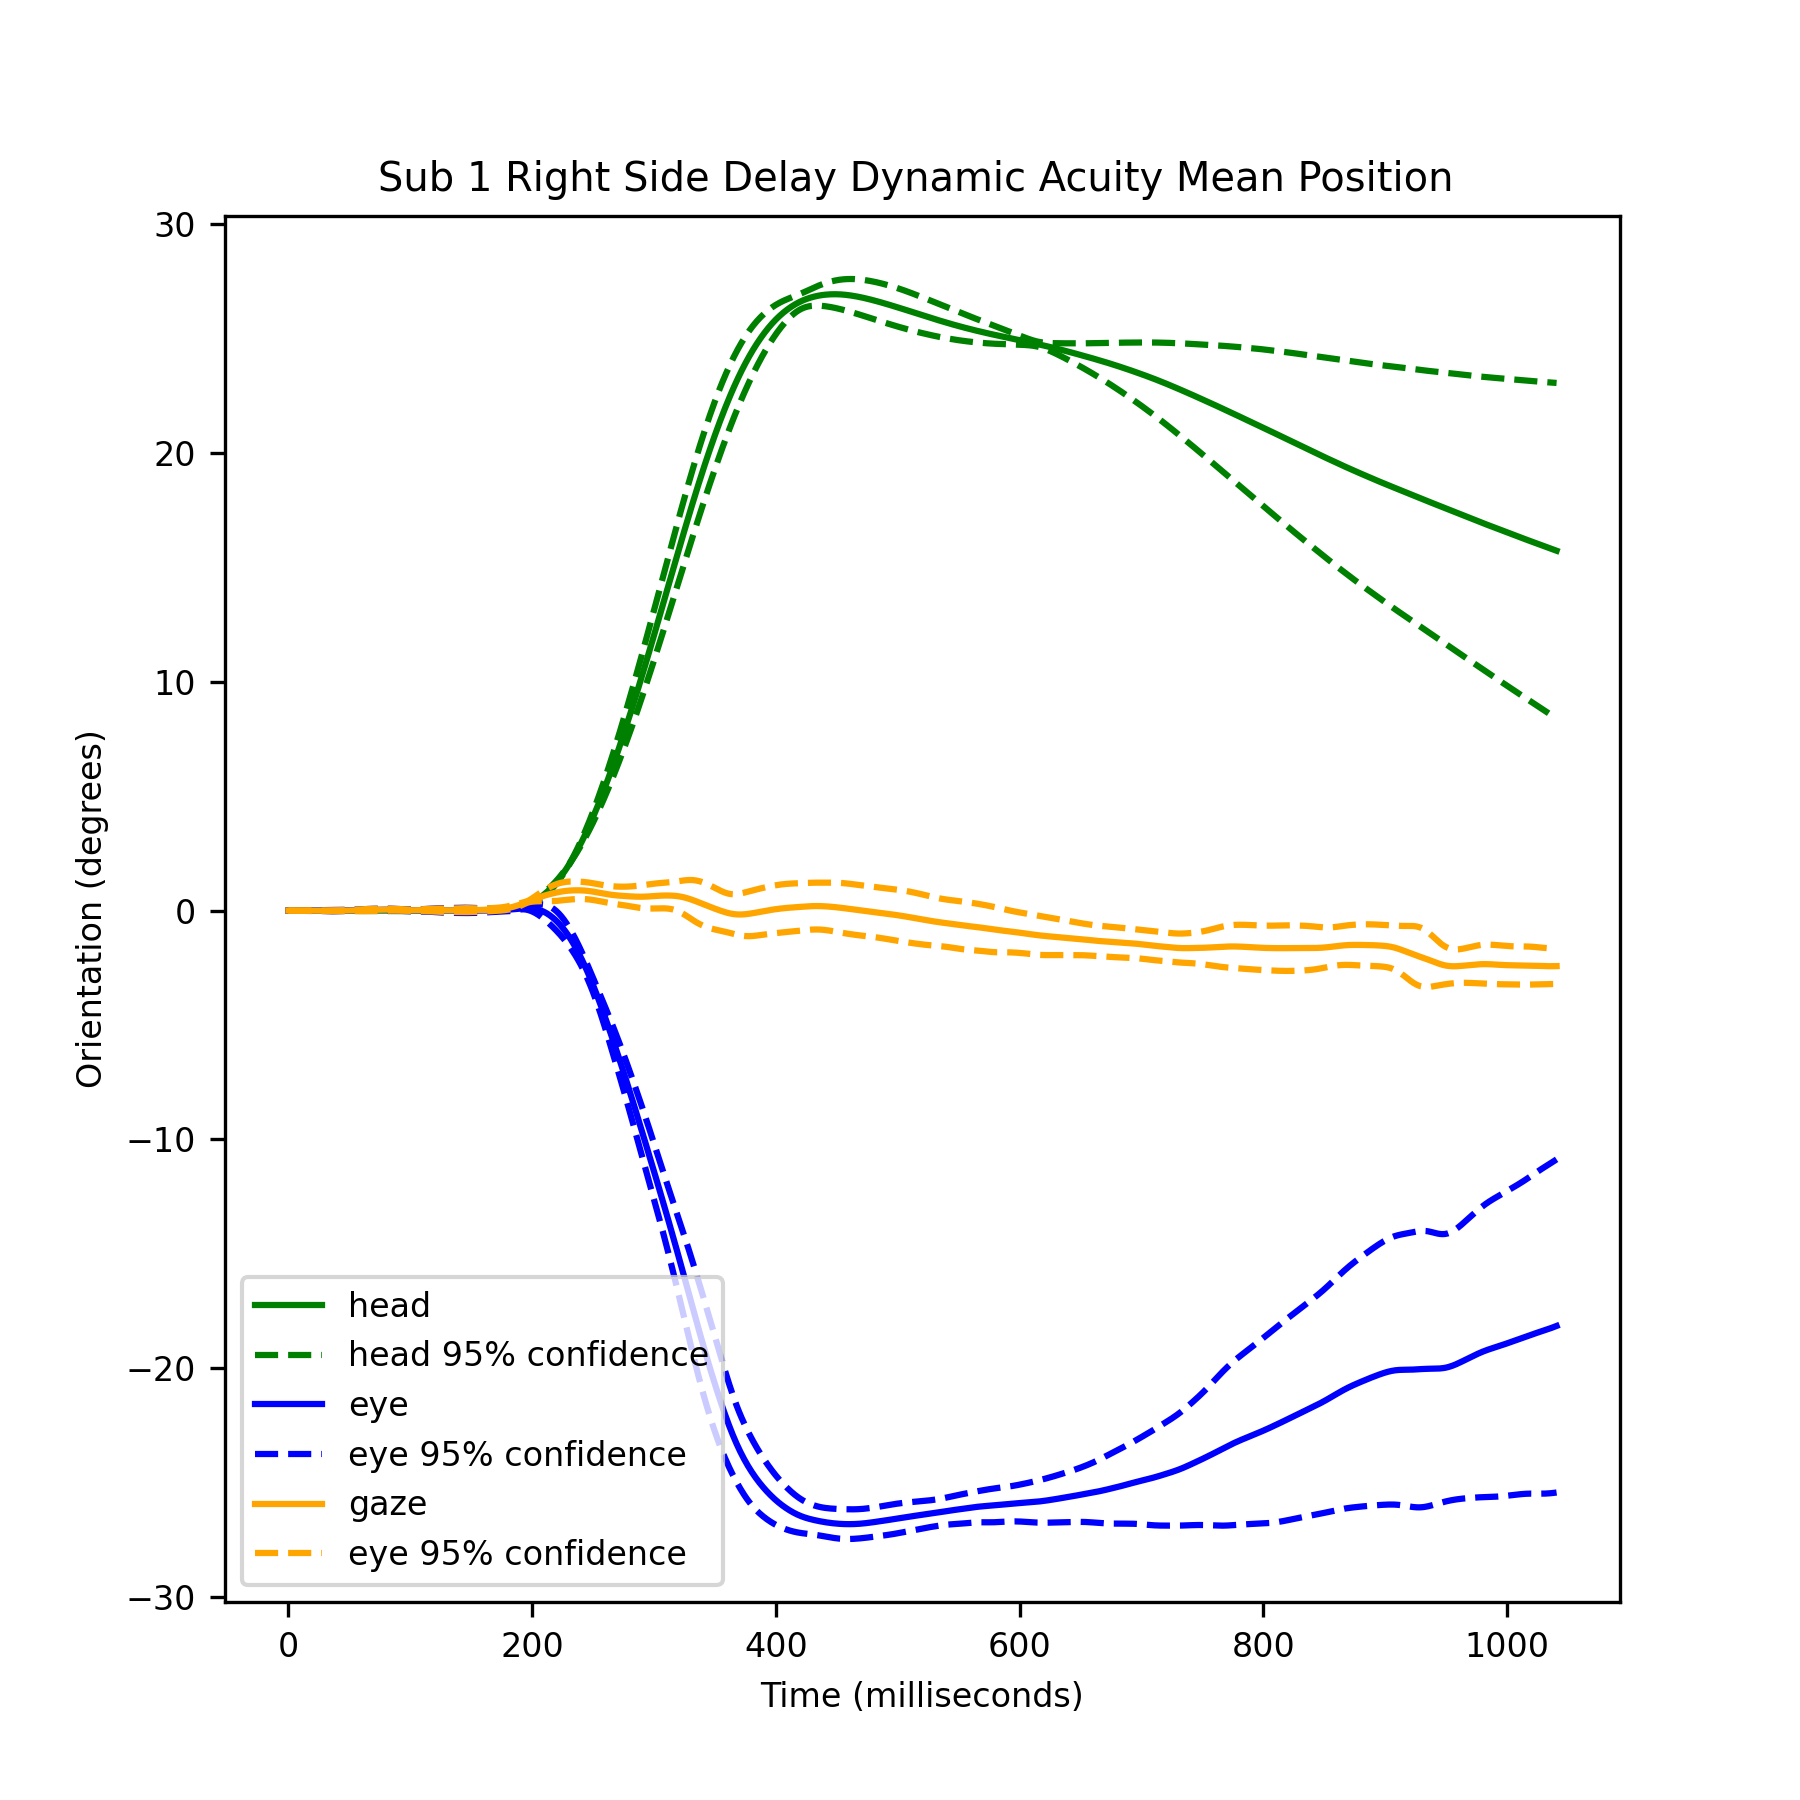 Sub 1 Right Side Delay Dynamic Acuity Mean Position
30
20
10
0
−10
−20
−30
Orientation (degrees)
head
head 95% confidence
eye
eye 95% confidence
gaze
eye 95% confidence
0
200
400
600
800
1000
Time (milliseconds)